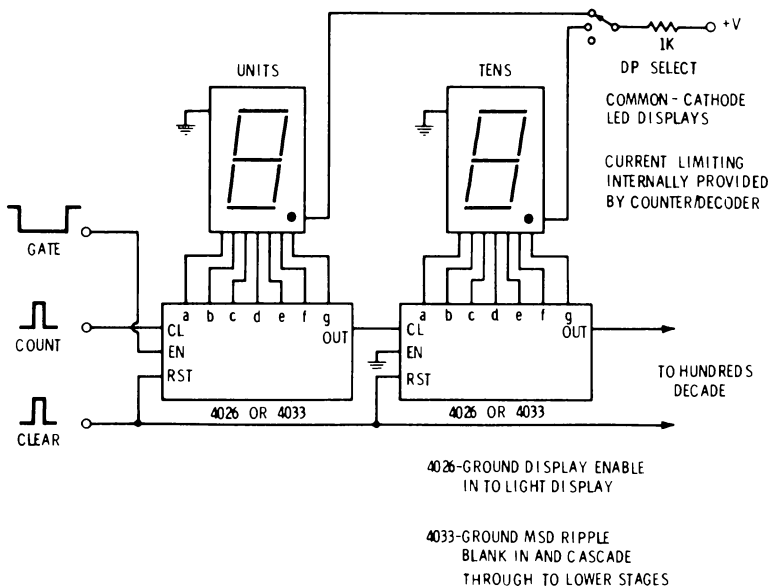 +V
1K
DP SELECT
UNITS
TENS
COMMON-CATHODE
LED DISPLAYS
CURRENT LIMITING
INTERNALLY PROVIDED
BY COUNTER/DECODER
GATE
COUNT
CLEAR
a b c d e f g
CL
EN
RST
OUT
4026 OR 4033
a b c d e f g
CL
EN
RST
OUT
4026 OR 4033
TO HUNDREDS
DECADE
4026-GROUND DISPLAY ENABLE
IN TO LIGHT DISPLAY
4033-GROUND MSD RIPPLE
BLANK IN AND CASCADE
THROUGH TO LOWER STAGES